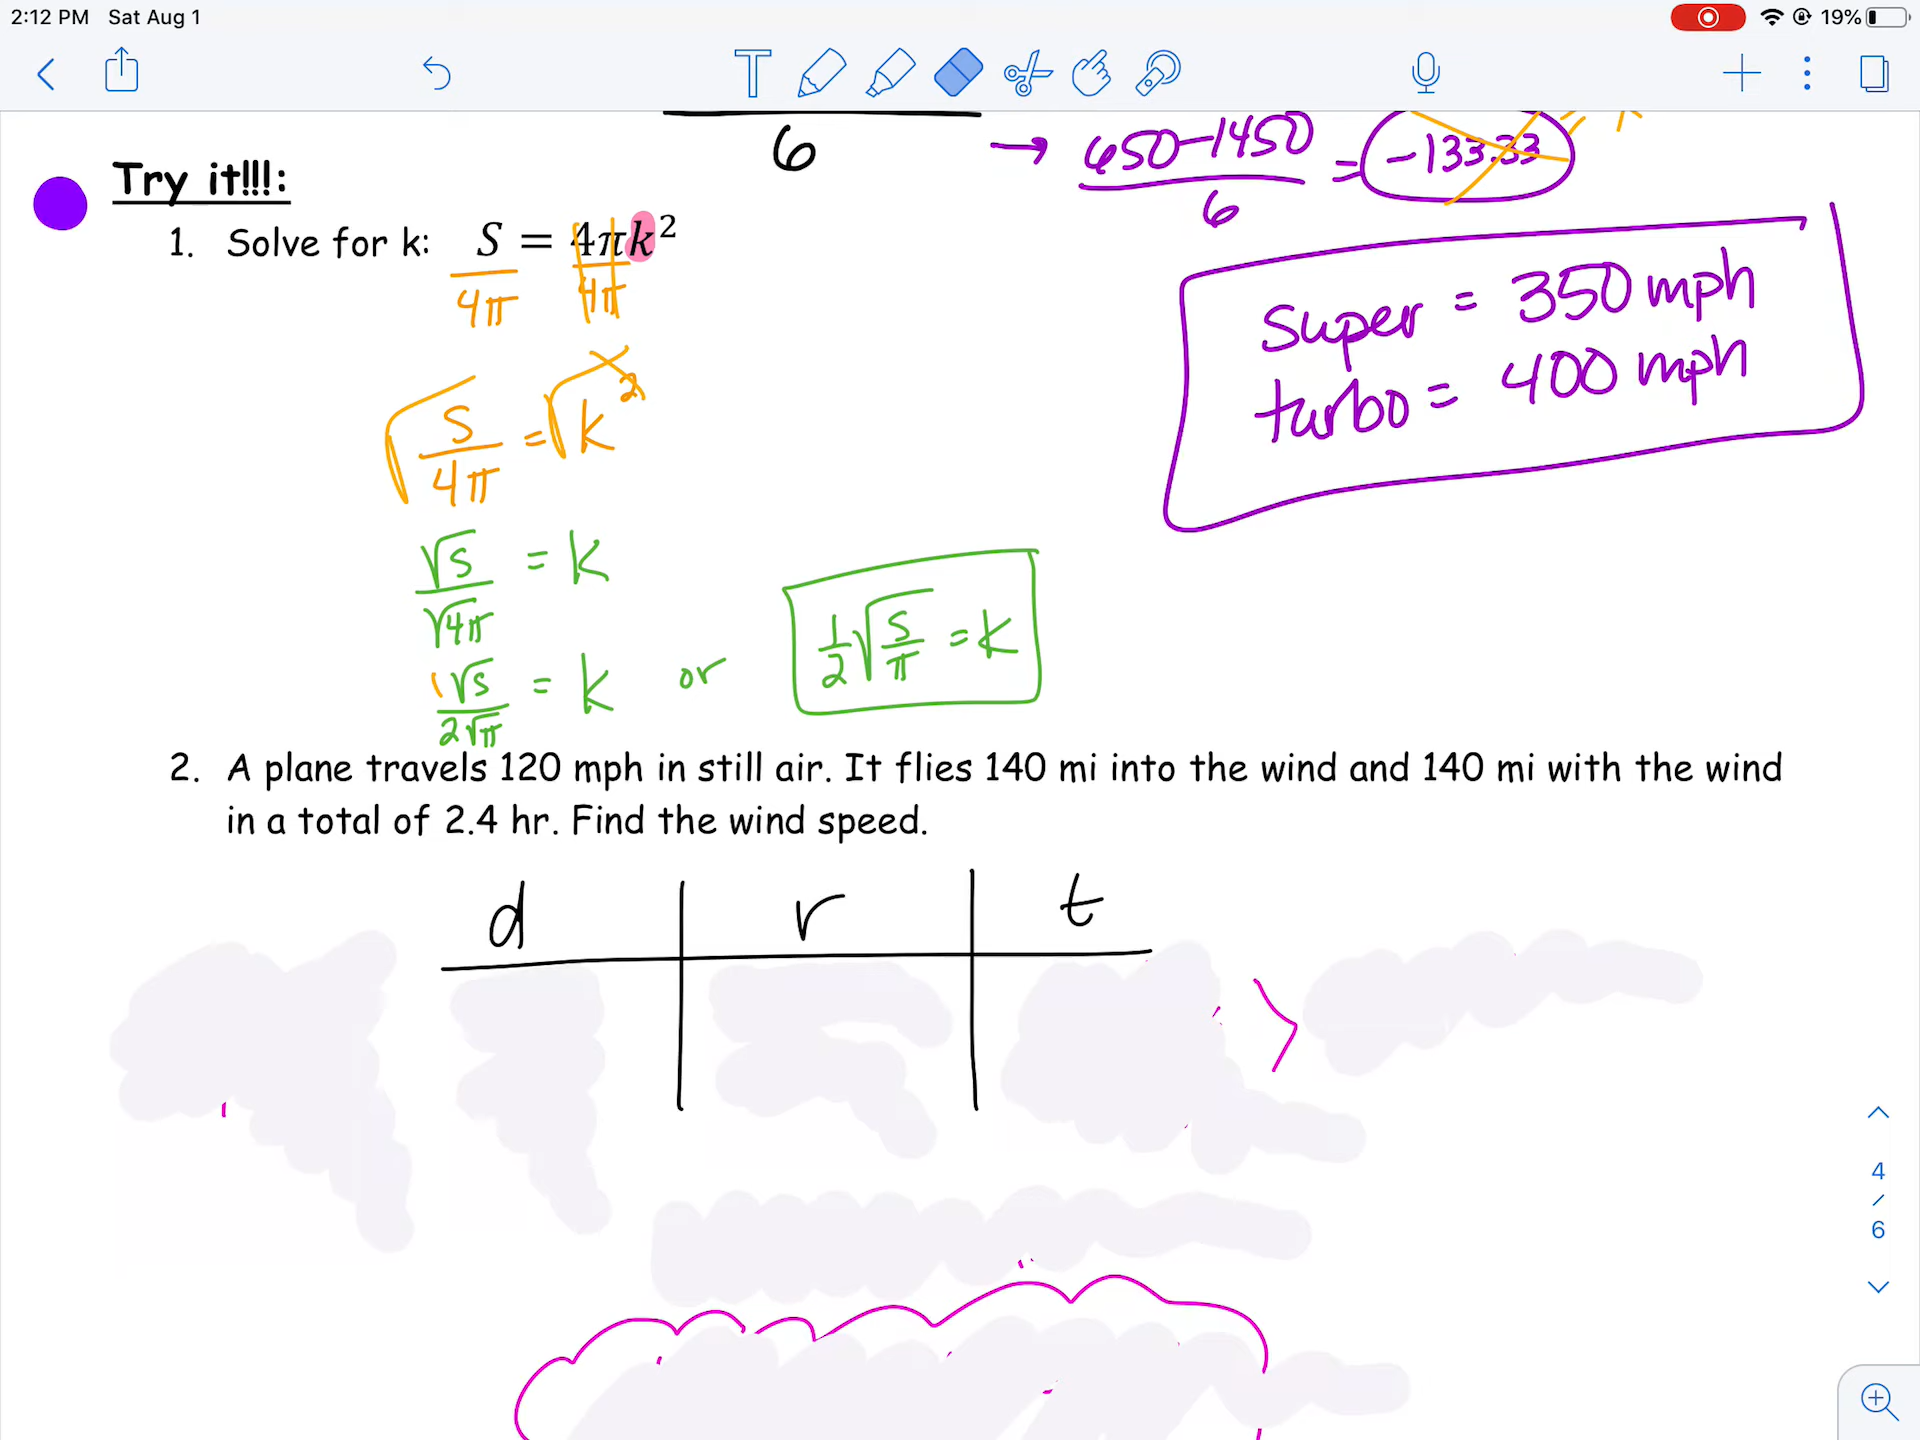 2:12 PM Sat Aug 1
19%
6
→ 650-1450 / 6 = -133.33
Try it!!!:
1. Solve for k: S = 4πk²
S/4π 4π
super = 350 mph
turbo = 400 mph
√(S/4π) = √k²
√S/√4π = k
1√S/2√π = k or 1/2 √(S/π) = k
2. A plane travels 120 mph in still air. It flies 140 mi into the wind and 140 mi with the wind
in a total of 2.4 hr. Find the wind speed.
d r t
4
/
6